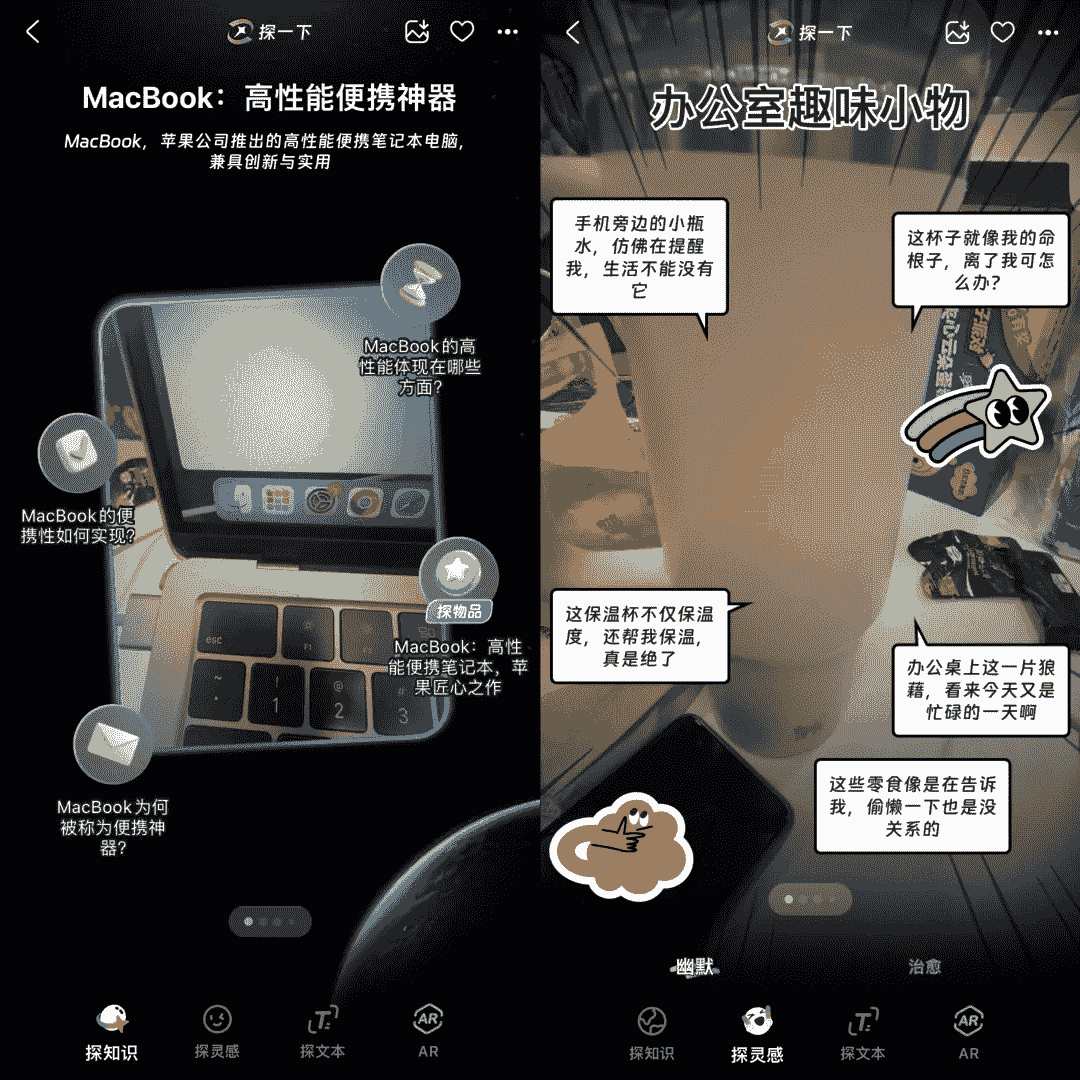 探一下
MacBook：高性能便携神器
MacBook，苹果公司推出的高性能便携笔记本电脑，
兼具创新与实用
MacBook的高
性能体现在哪些
方面？
MacBook的便
携性如何实现？
探物品
MacBook：高性
能便携笔记本，苹
果匠心之作
esc
F1
~
!
1
@
2
#
3
MacBook为何
被称为便携神
器？
探知识
探灵感
探文本
AR
AR
探一下
办公室趣味小物
手机旁边的小瓶
水，仿佛在提醒
我，生活不能没有
它
这杯子就像我的命
根子，离了我可怎
么办？
这保温杯不仅保温
度，还帮我保温，
真是绝了
办公桌上这一片狼
藉，看来今天又是
忙碌的一天啊
这些零食像是在告诉
我，偷懒一下也是没
关系的
幽默
治愈
探知识
探灵感
探文本
AR
AR